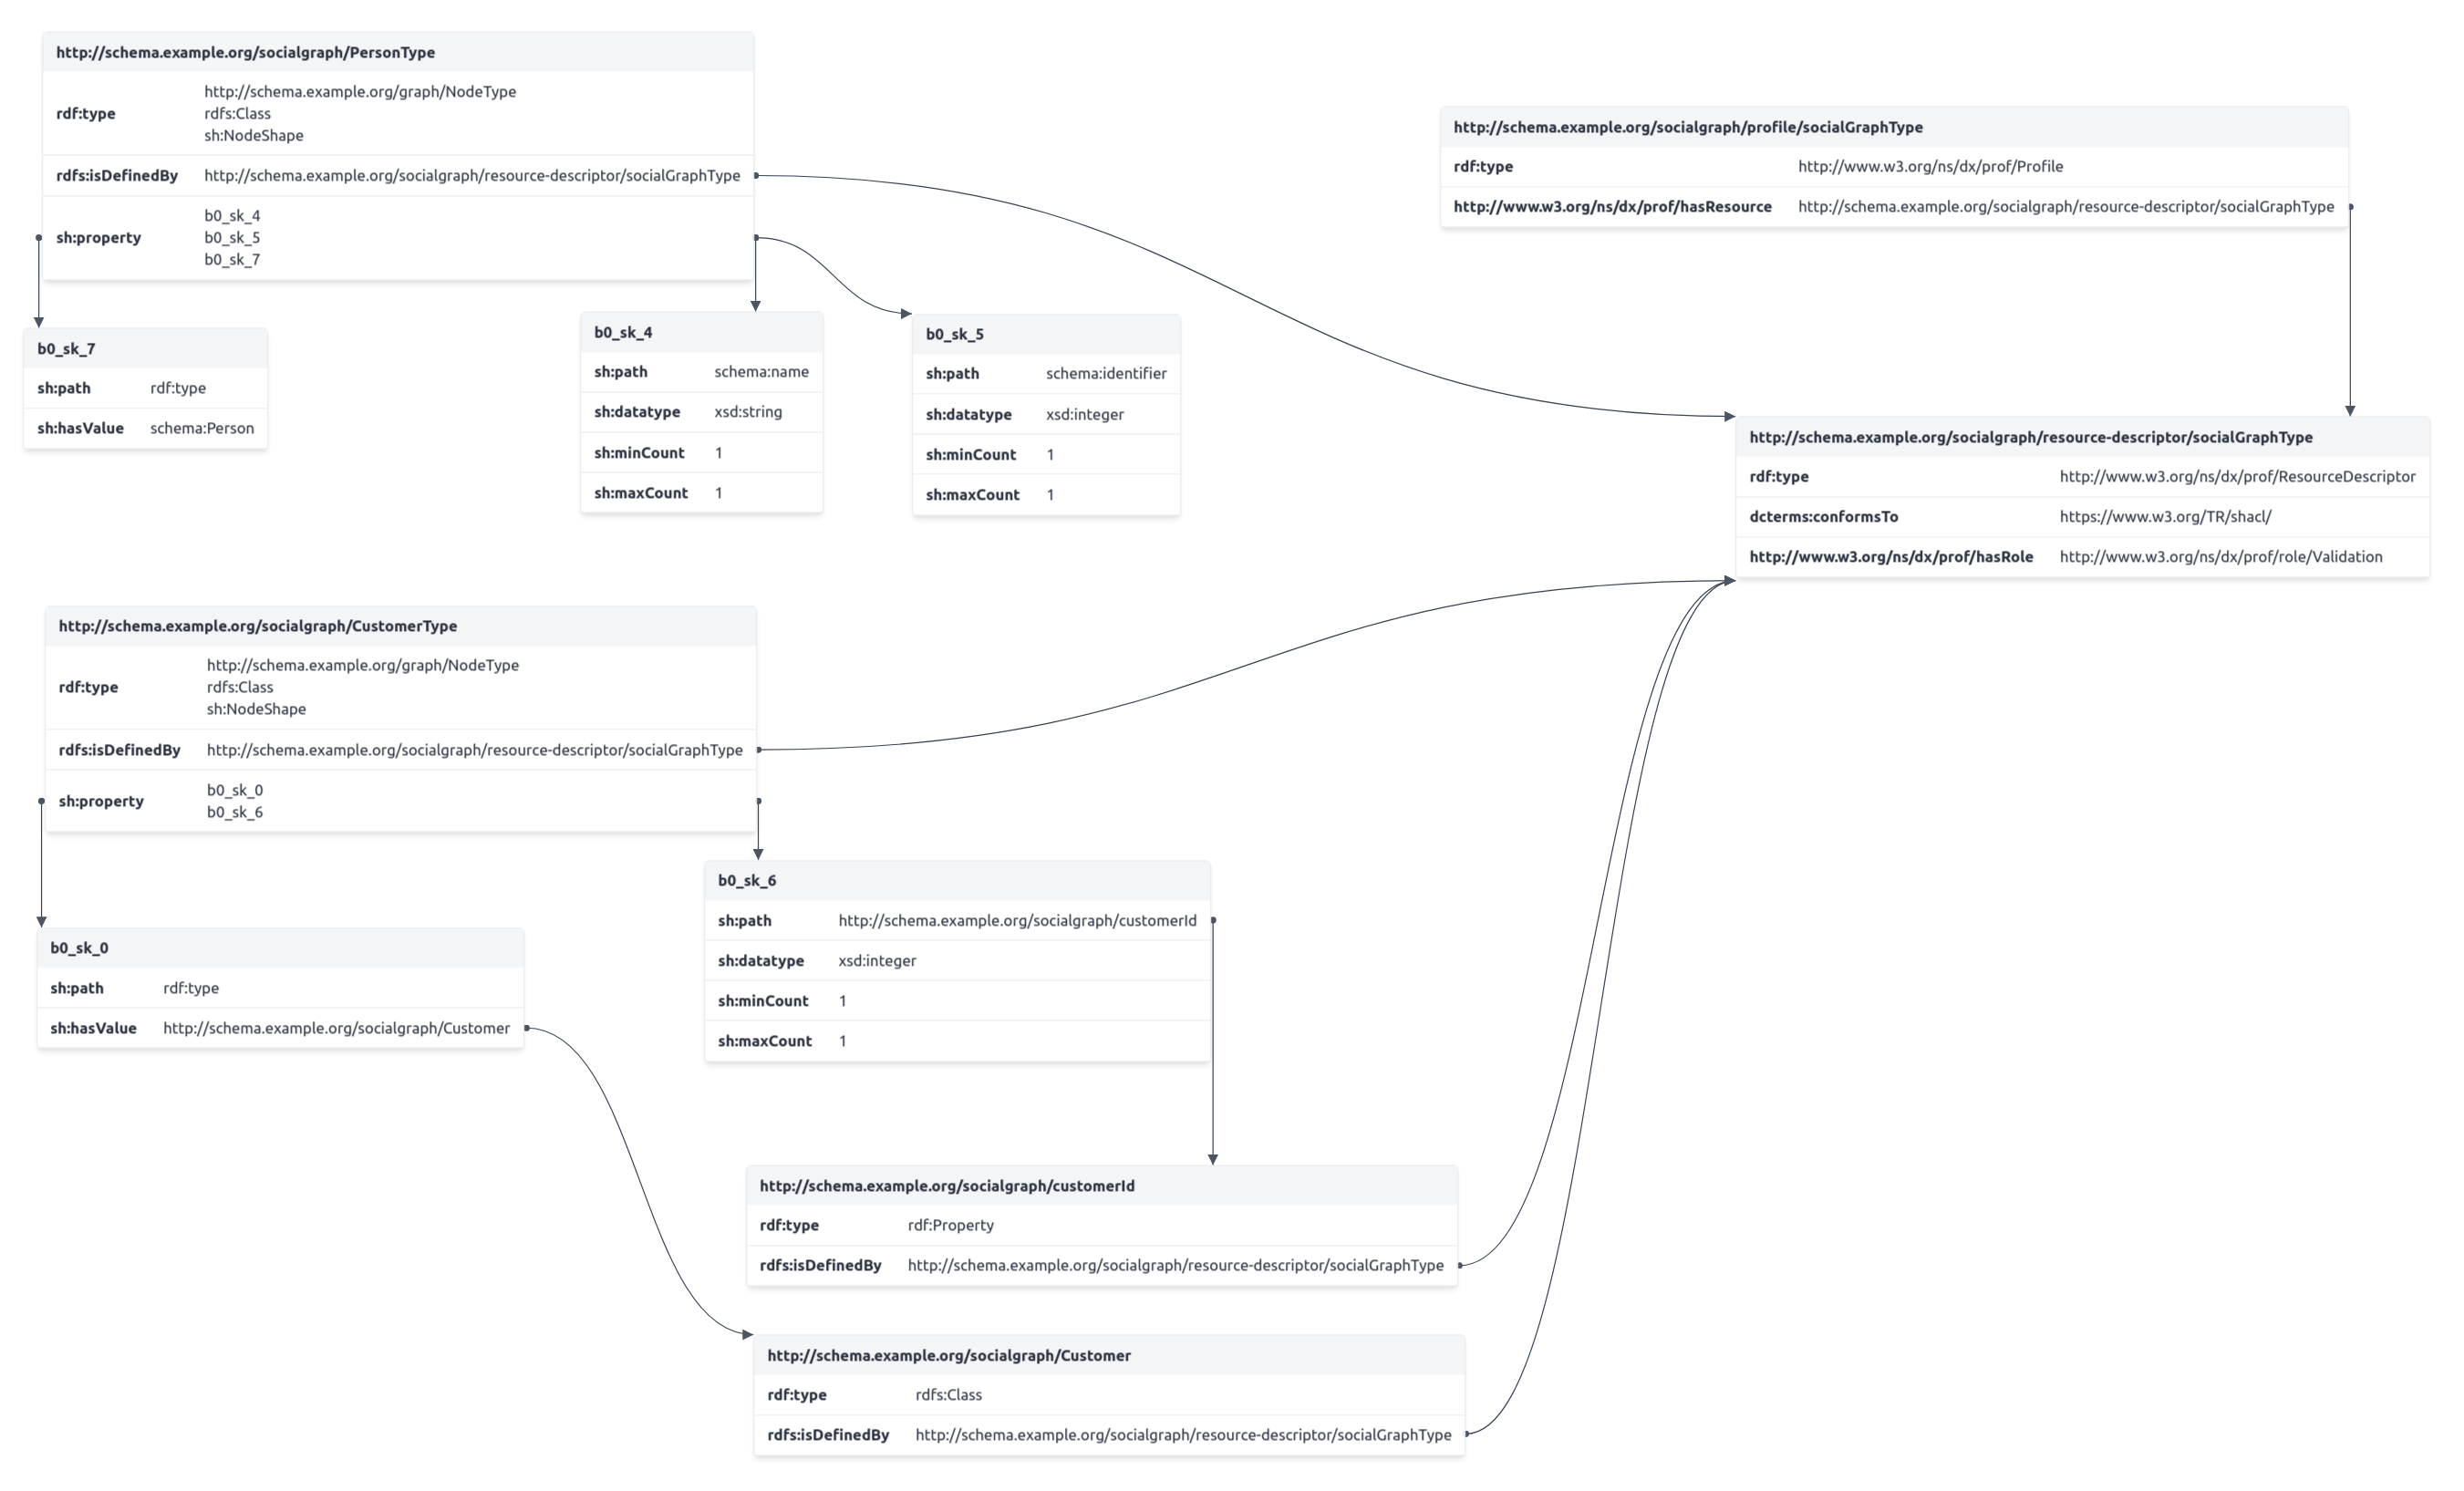 http://schema.example.org/socialgraph/PersonType
rdf:type
http://schema.example.org/graph/NodeType
rdfs:Class
sh:NodeShape
rdfs:isDefinedBy http://schema.example.org/socialgraph/resource-descriptor/socialGraphType
sh:property
b0_sk_4
b0_sk_5
b0_sk_7
http://schema.example.org/socialgraph/profile/socialGraphType
rdf:type http://www.w3.org/ns/dx/prof/Profile
http://www.w3.org/ns/dx/prof/hasResource http://schema.example.org/socialgraph/resource-descriptor/socialGraphType
b0_sk_7
sh:path rdf:type
sh:hasValue schema:Person
b0_sk_4
sh:path schema:name
sh:datatype xsd:string
sh:minCount 1
sh:maxCount 1
b0_sk_5
sh:path schema:identifier
sh:datatype xsd:integer
sh:minCount 1
sh:maxCount 1
http://schema.example.org/socialgraph/resource-descriptor/socialGraphType
rdf:type http://www.w3.org/ns/dx/prof/ResourceDescriptor
dcterms:conformsTo https://www.w3.org/TR/shacl/
http://www.w3.org/ns/dx/prof/hasRole http://www.w3.org/ns/dx/prof/role/Validation
http://schema.example.org/socialgraph/CustomerType
rdf:type
http://schema.example.org/graph/NodeType
rdfs:Class
sh:NodeShape
rdfs:isDefinedBy http://schema.example.org/socialgraph/resource-descriptor/socialGraphType
sh:property
b0_sk_0
b0_sk_6
b0_sk_6
sh:path http://schema.example.org/socialgraph/customerId
sh:datatype xsd:integer
sh:minCount 1
sh:maxCount 1
b0_sk_0
sh:path rdf:type
sh:hasValue http://schema.example.org/socialgraph/Customer
http://schema.example.org/socialgraph/customerId
rdf:type rdf:Property
rdfs:isDefinedBy http://schema.example.org/socialgraph/resource-descriptor/socialGraphType
http://schema.example.org/socialgraph/Customer
rdf:type rdfs:Class
rdfs:isDefinedBy http://schema.example.org/socialgraph/resource-descriptor/socialGraphType